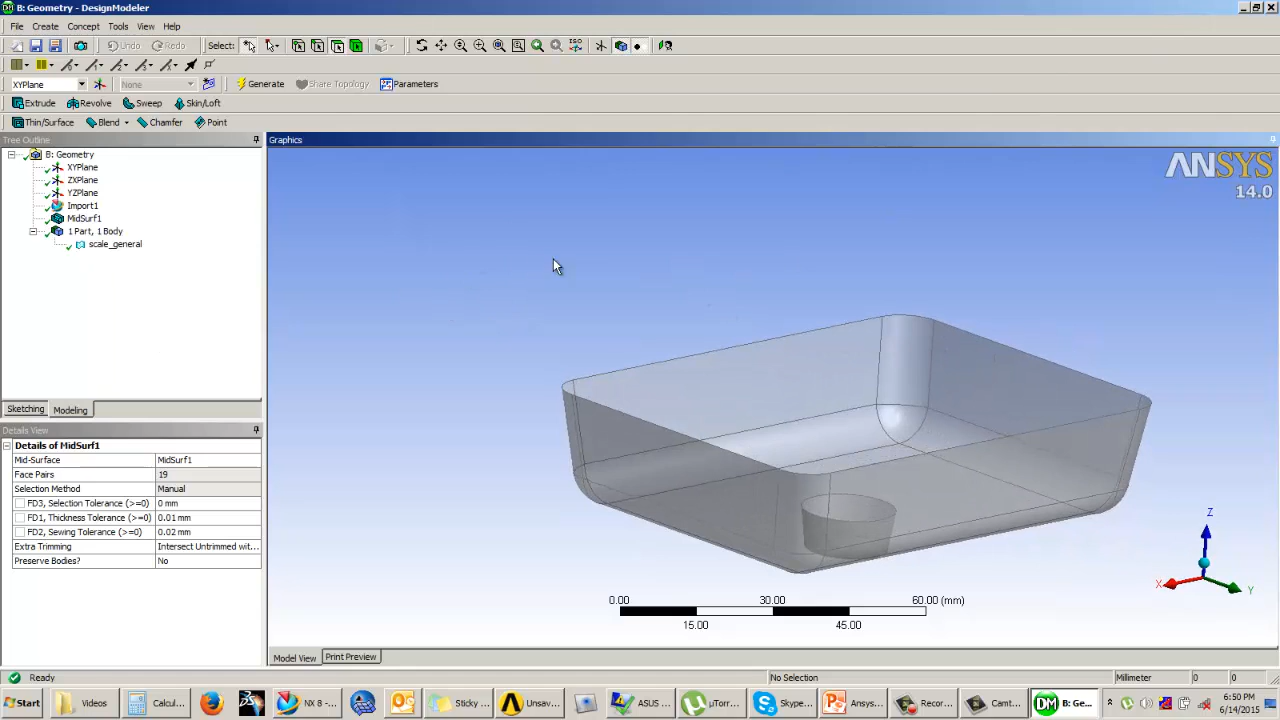 B: Geometry - DesignModeler
File Create Concept Tools View Help
Undo Redo Select: ISO
XYPlane None Generate Share Topology Parameters
Extrude Revolve Sweep Skin/Loft
Thin/Surface Blend Chamfer Point
Tree Outline
B: Geometry
XYPlane
ZXPlane
YZPlane
Import1
MidSurf1
1 Part, 1 Body
scale_general
Sketching Modeling
Details View
Details of MidSurf1
Mid-Surface MidSurf1
Face Pairs 19
Selection Method Manual
FD3, Selection Tolerance (>=0) 0 mm
FD1, Thickness Tolerance (>=0) 0.01 mm
FD2, Sewing Tolerance (>=0) 0.02 mm
Extra Trimming Intersect Untrimmed wit...
Preserve Bodies? No
Graphics
ANSYS
14.0
Z
X
Y
0.00 30.00 60.00 (mm)
15.00 45.00
Model View Print Preview
Ready No Selection Millimeter 0 0
Start Videos Calcul... NX 8 -... Sticky ... Unsav... ASUS ... µTorr... Skype... Ansys... Recor... Camt... B: Ge... 6:50 PM
6/14/2015